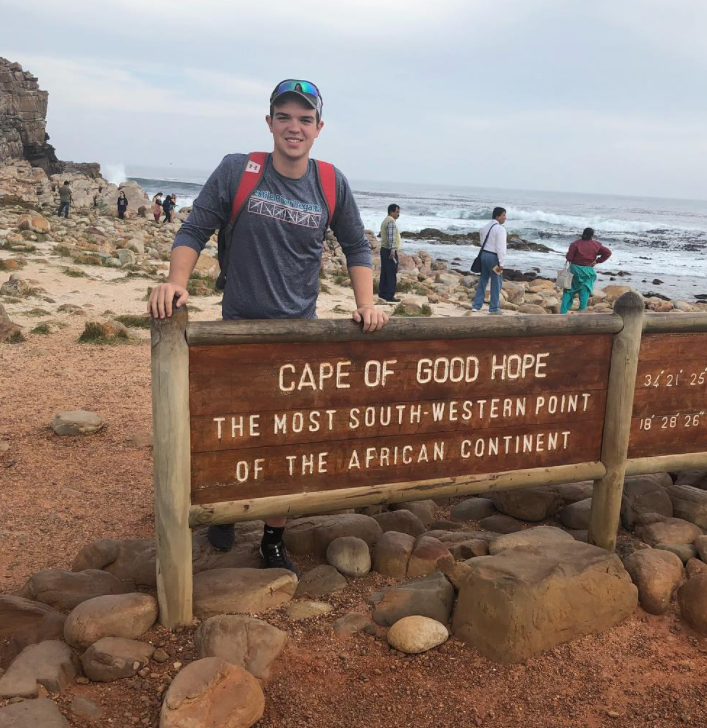 CAPE OF GOOD HOPE
THE MOST SOUTH-WESTERN POINT
OF THE AFRICAN CONTINENT
34° 21' 25"
18° 28' 26"